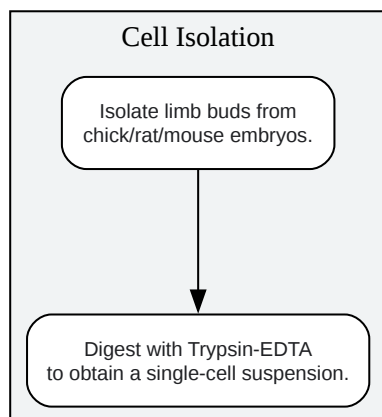 Cell Isolation
Isolate limb buds from
chick/rat/mouse embryos.
Digest with Trypsin-EDTA
to obtain a single-cell suspension.